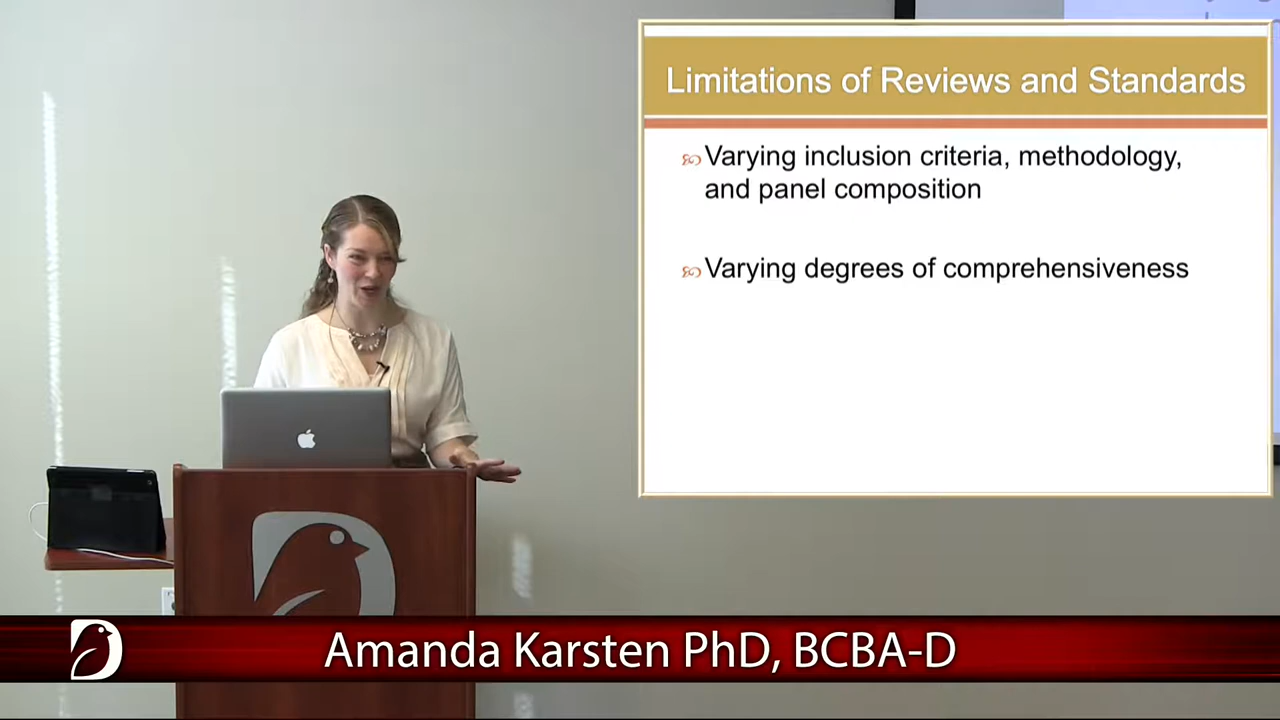 Limitations of Reviews and Standards
Varying inclusion criteria, methodology,
and panel composition
Varying degrees of comprehensiveness
Amanda Karsten PhD, BCBA-D